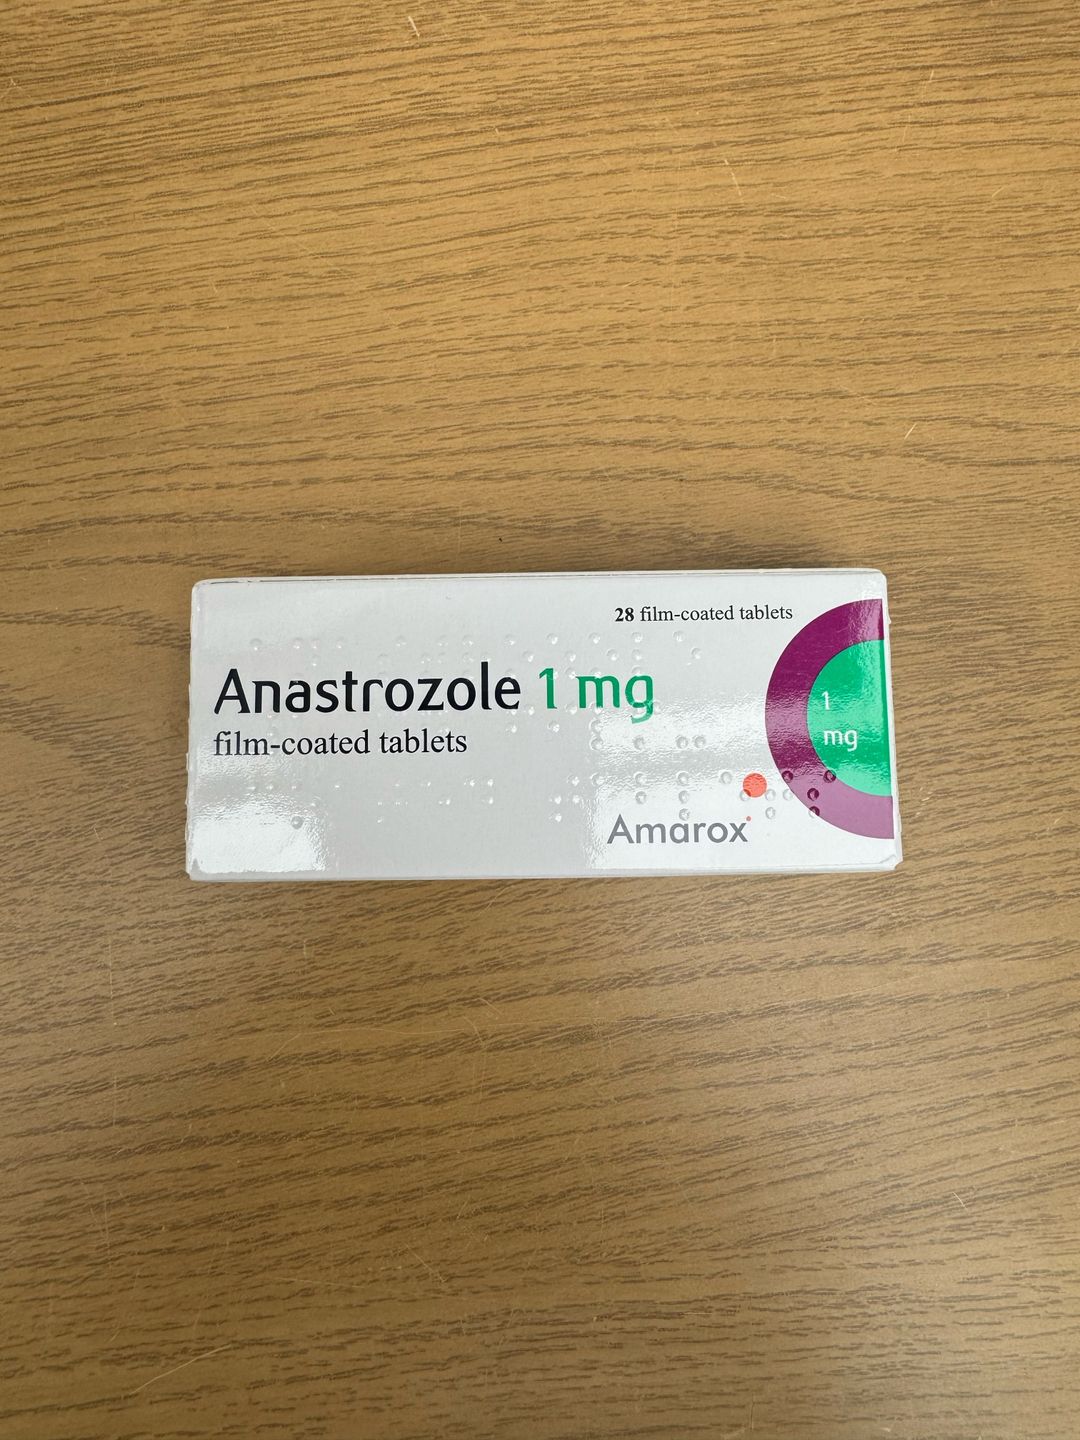 28 film-coated tablets
Anastrozole 1 mg
film-coated tablets
1
mg
Amarox